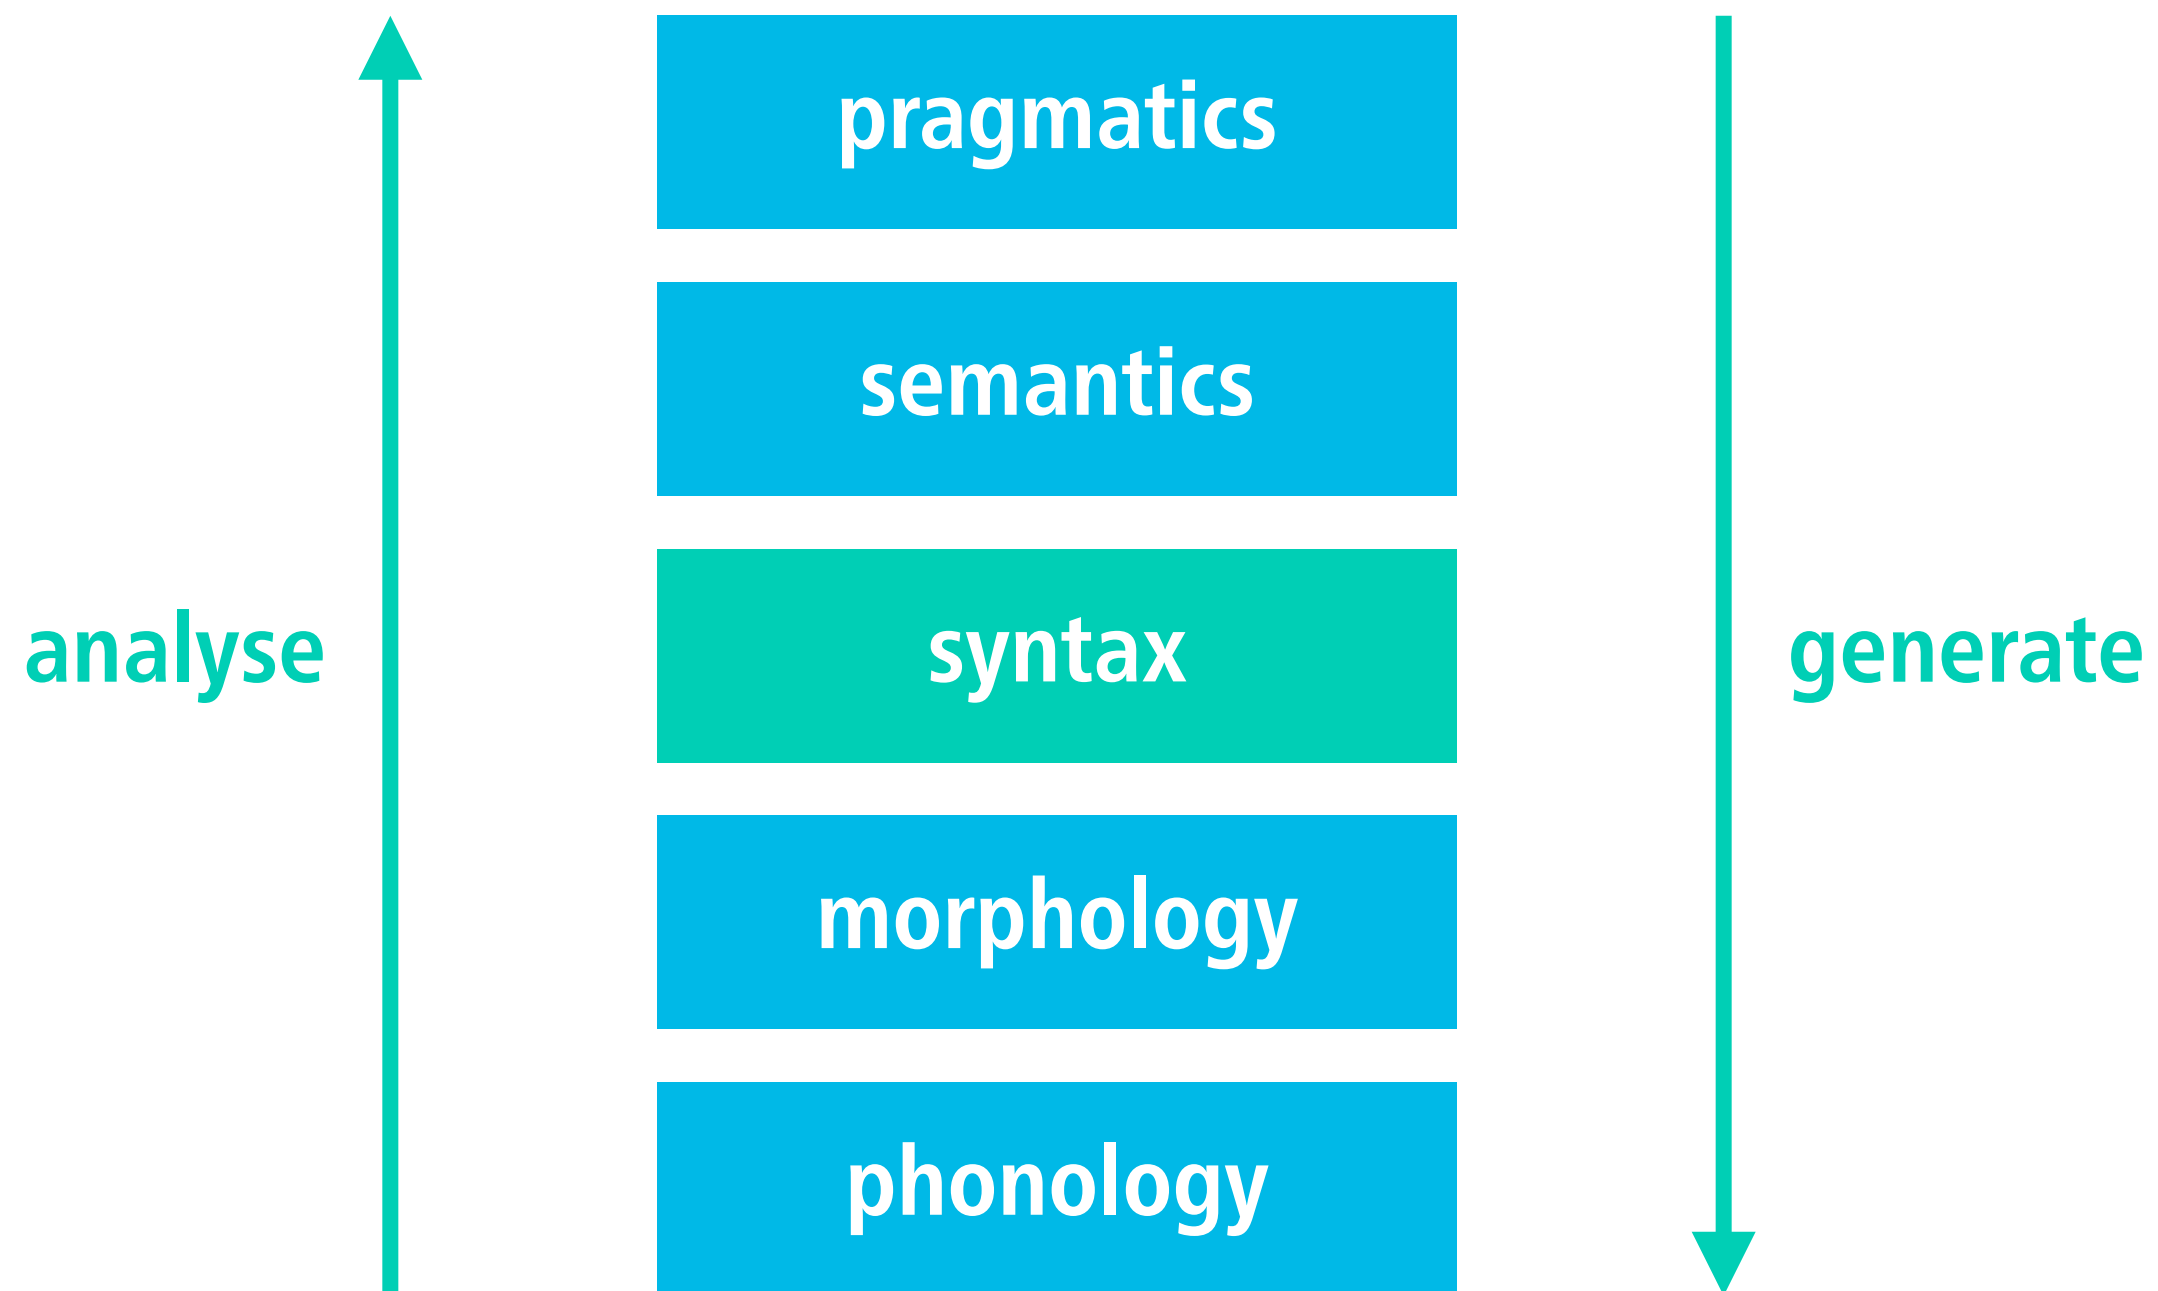 pragmatics
semantics
analyse
syntax
generate
morphology
phonology